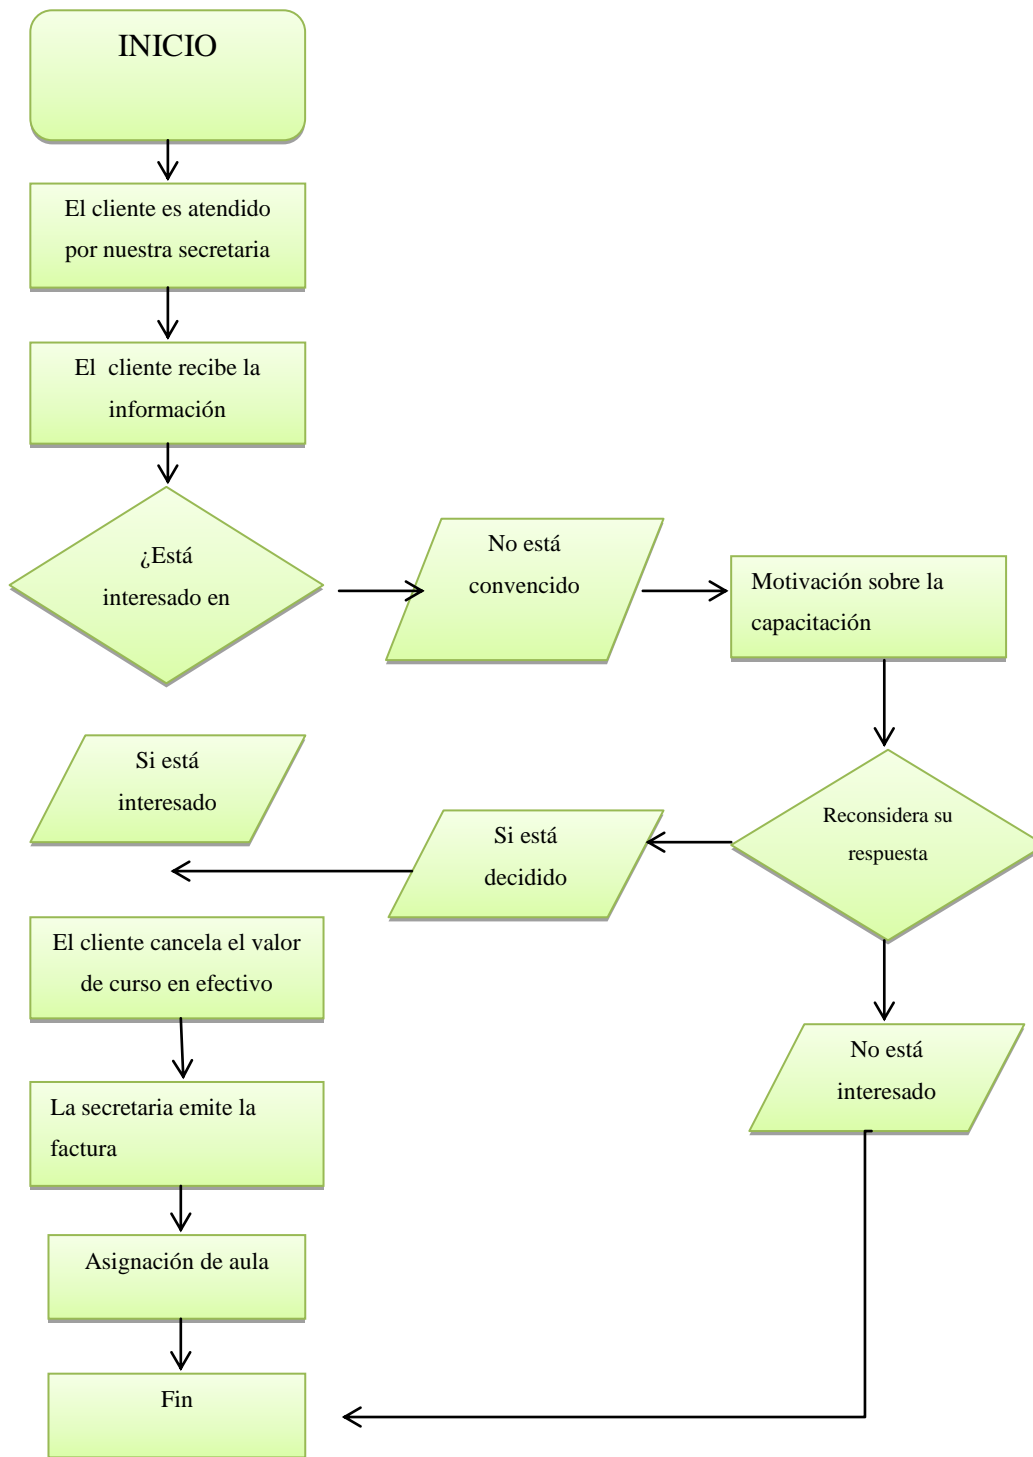 INICIO
El cliente es atendido
por nuestra secretaria
El cliente recibe la
información
¿Está
interesado en
No está
convencido
Motivación sobre la
capacitación
Si está
interesado
Si está
decidido
Reconsidera su
respuesta
El cliente cancela el valor
de curso en efectivo
No está
interesado
La secretaria emite la
factura
Asignación de aula
Fin